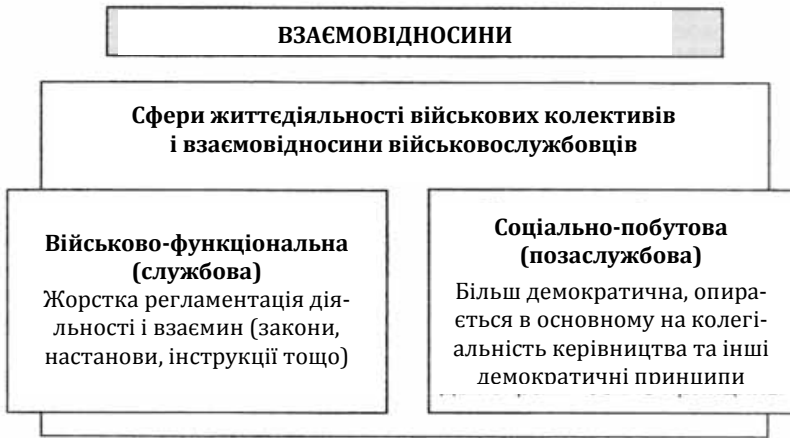 ВЗАЄМОВІДНОСИНИ
Сфери життєдіяльності військових колективів
і взаємовідносини військовослужбовців
Військово-функціональна
(службова)
Жорстка регламентація дія-
льності і взаємин (закони,
настанови, інструкції тощо)
Соціально-побутова
(позаслужбова)
Більш демократична, опира-
ється в основному на колегі-
альність керівництва та інші
демократичні принципи